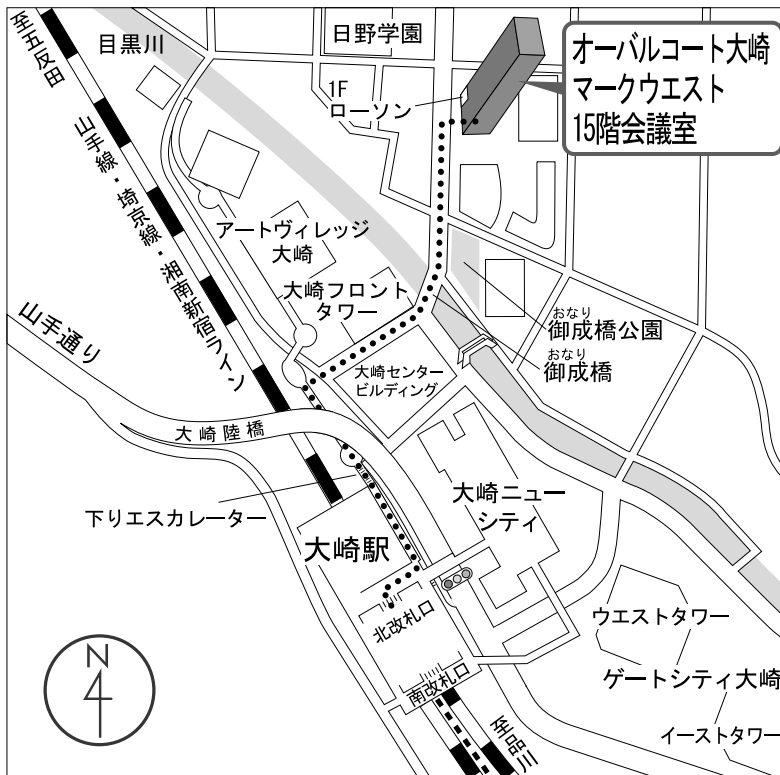 至五反田
目黒川
日野学園
オーバルコート大崎
マークウエスト
15階会議室
1F
ローソン
山手線・埼京線・湘南新宿ライン
アートヴィレッジ
大崎
大崎フロント
タワー
おなり
御成橋公園
おなり
御成橋
山手通り
大崎センター
ビルディング
大崎陸橋
下りエスカレーター
大崎ニュー
シティ
大崎駅
北改札口
ウエストタワー
ゲートシティ大崎
南改札口
イーストタワー
至品川
N